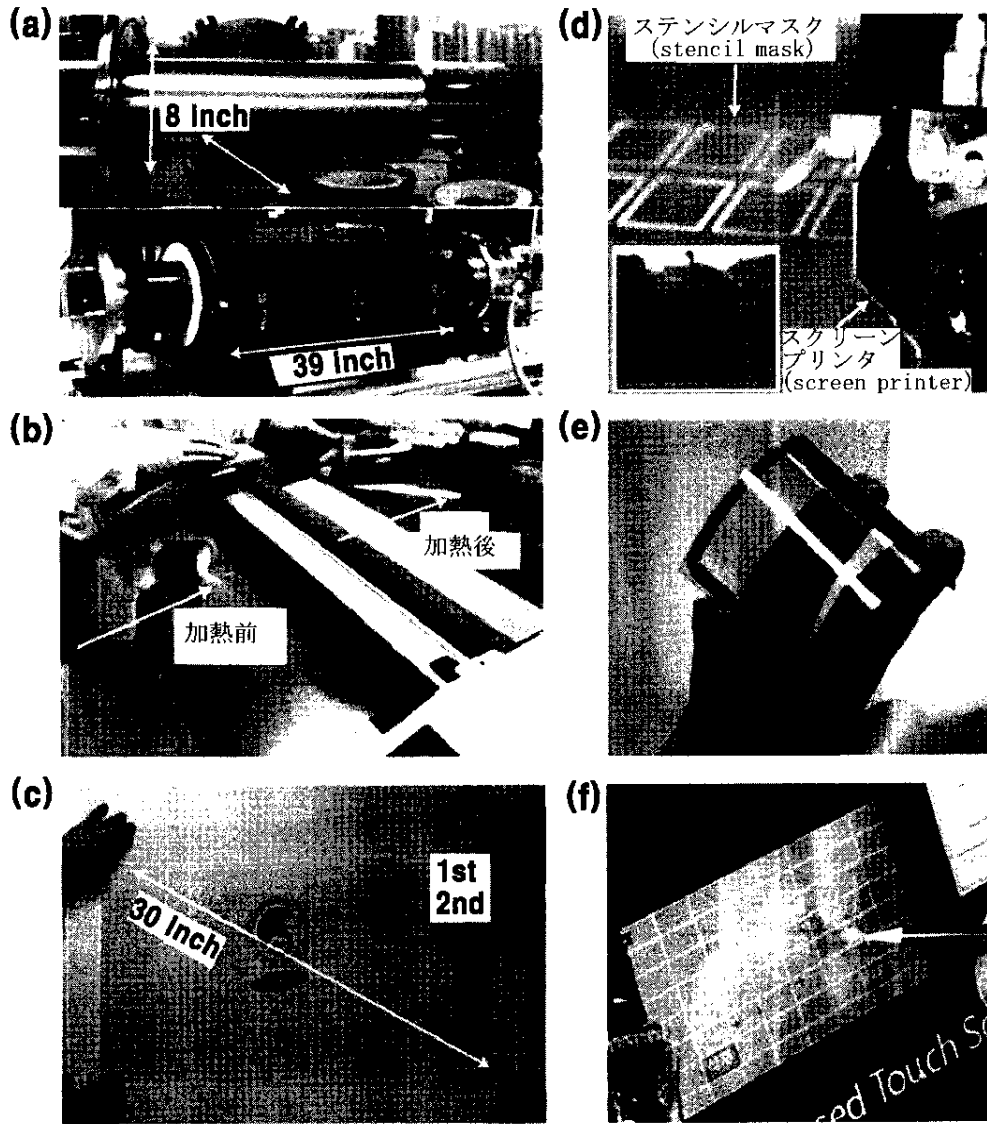 (a)
8 Inch
39 Inch
(b)
加熱後
加熱前
(c)
1st
2nd
30 Inch
(d)
ステンシルマスク
(stencil mask)
スクリーン
プリンタ
(screen printer)
(e)
(f)
sed Touch Sc